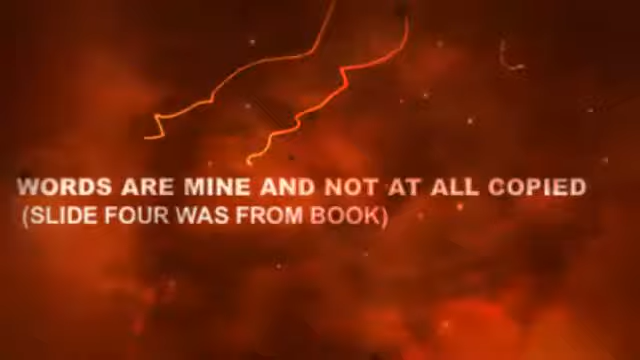 WORDS ARE MINE AND NOT AT ALL COPIED
(SLIDE FOUR WAS FROM BOOK)